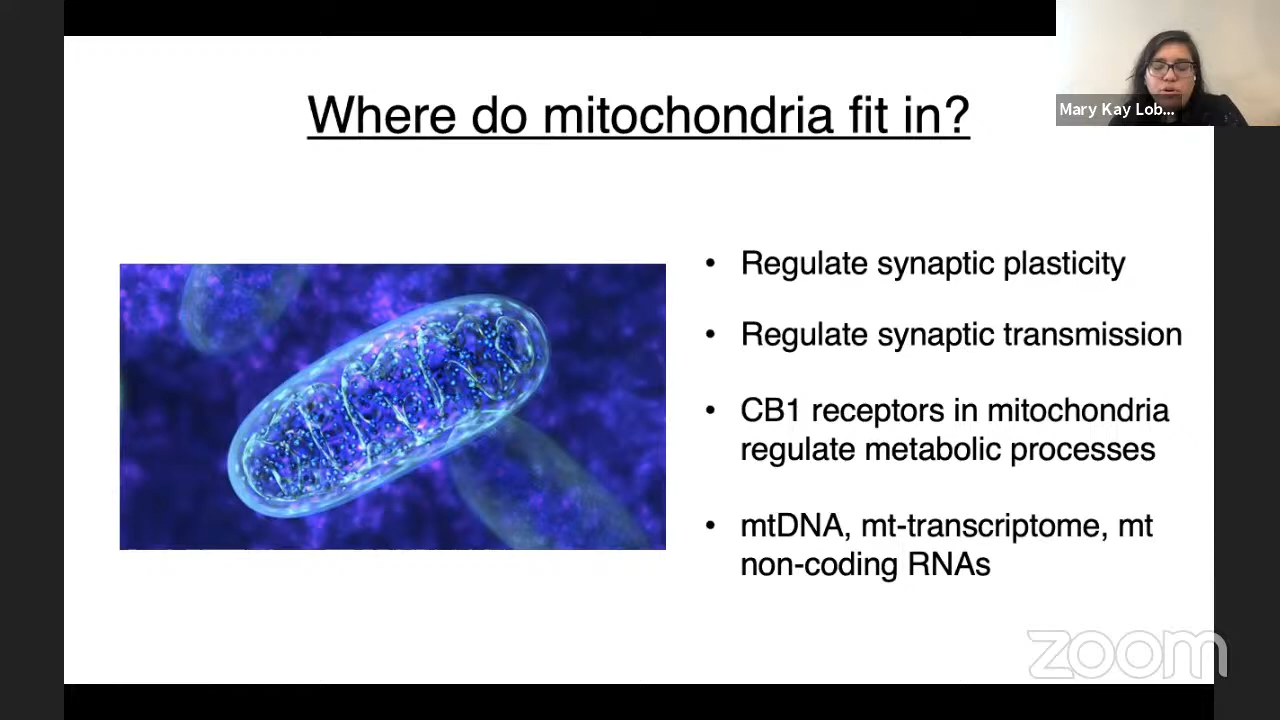 Where do mitochondria fit in?
Mary Kay Lob...
• Regulate synaptic plasticity
• Regulate synaptic transmission
• CB1 receptors in mitochondria
regulate metabolic processes
• mtDNA, mt-transcriptome, mt
non-coding RNAs
zoom